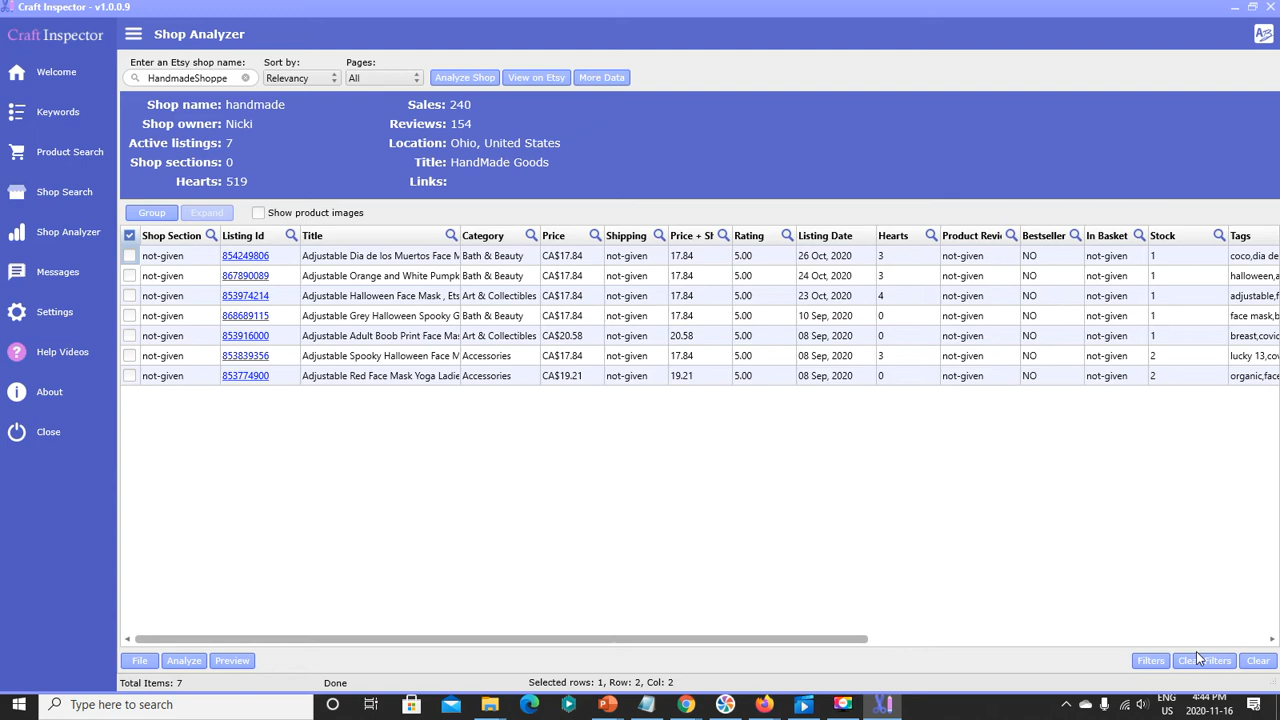 Craft Inspector - v1.0.0.9
Craft Inspector
Shop Analyzer
Welcome
Keywords
Product Search
Shop Search
Shop Analyzer
Messages
Settings
Help Videos
About
Close
Enter an Etsy shop name: Sort by: Pages:
HandmadeShoppe Relevancy All Analyze Shop View on Etsy More Data
Shop name: handmade Sales: 240
Shop owner: Nicki Reviews: 154
Active listings: 7 Location: Ohio, United States
Shop sections: 0 Title: HandMade Goods
Hearts: 519 Links:
Group Expand Show product images
Shop Section Listing Id Title Category Price Shipping Price + Sh Rating Listing Date Hearts Product Revi Bestseller In Basket Stock Tags
not-given 854249806 Adjustable Dia de los Muertos Face M Bath & Beauty CA$17.84 not-given 17.84 5.00 26 Oct, 2020 3 not-given NO not-given 1 coco,dia de
not-given 867890089 Adjustable Orange and White Pumpk Bath & Beauty CA$17.84 not-given 17.84 5.00 24 Oct, 2020 3 not-given NO not-given 1 halloween,a
not-given 853974214 Adjustable Halloween Face Mask , Ets Art & Collectibles CA$17.84 not-given 17.84 5.00 23 Oct, 2020 4 not-given NO not-given 1 adjustable,f
not-given 868689115 Adjustable Grey Halloween Spooky G Bath & Beauty CA$17.84 not-given 17.84 5.00 10 Sep, 2020 0 not-given NO not-given 1 face mask,b
not-given 853916000 Adjustable Adult Boob Print Face Mas Art & Collectibles CA$20.58 not-given 20.58 5.00 08 Sep, 2020 0 not-given NO not-given 1 breast,covid
not-given 853839356 Adjustable Spooky Halloween Face M Accessories CA$17.84 not-given 17.84 5.00 08 Sep, 2020 3 not-given NO not-given 2 lucky 13,cov
not-given 853774900 Adjustable Red Face Mask Yoga Ladie Accessories CA$19.21 not-given 19.21 5.00 08 Sep, 2020 0 not-given NO not-given 2 organic,face
File Analyze Preview Filters Clear Filters Clear
Total Items: 7 Done Selected rows: 1, Row: 2, Col: 2
Type here to search
ENG
US
4:44 PM
2020-11-16